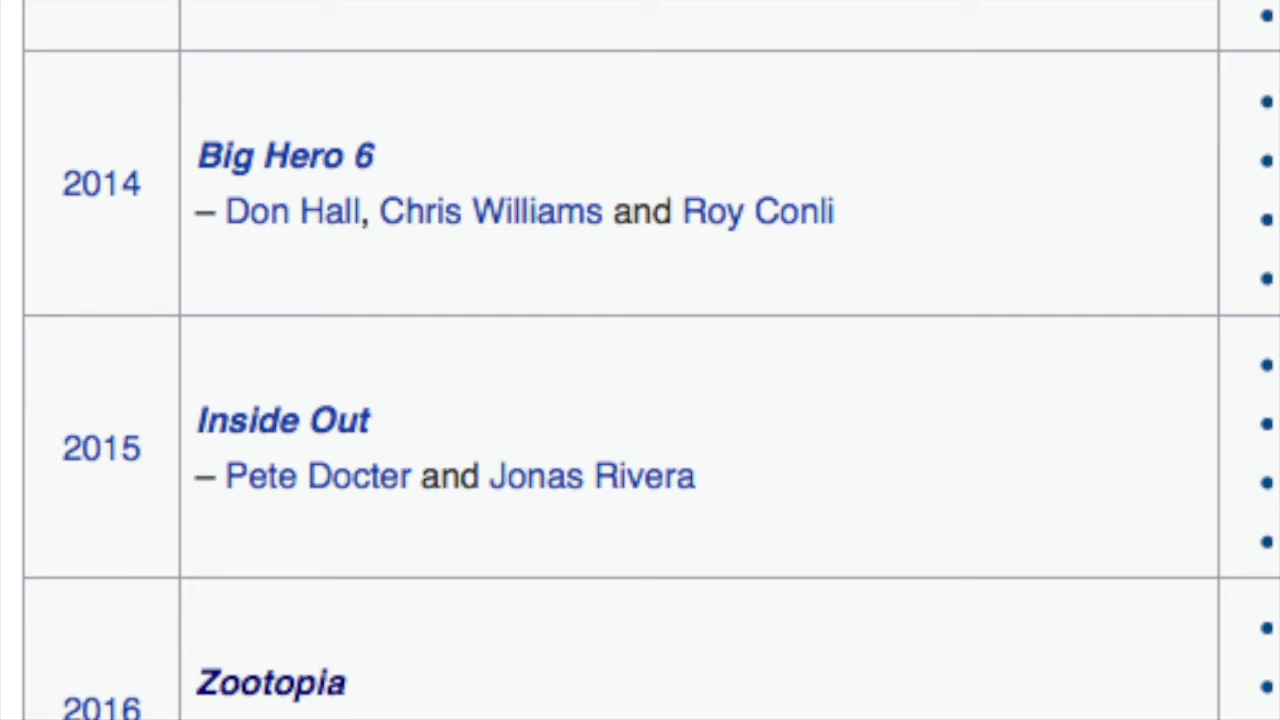 2014
Big Hero 6
– Don Hall, Chris Williams and Roy Conli
2015
Inside Out
– Pete Docter and Jonas Rivera
2016
Zootopia